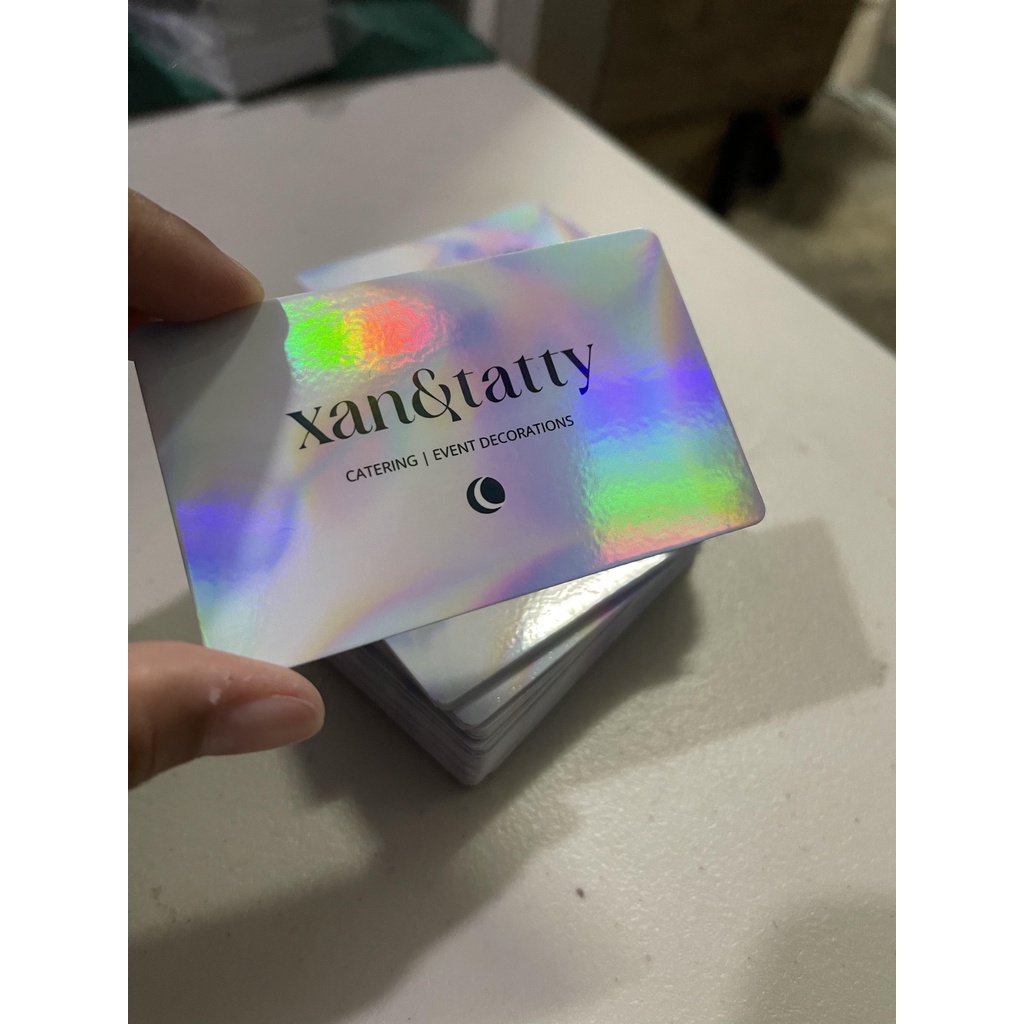 xan&tatty
CATERING | EVENT DECORATIONS